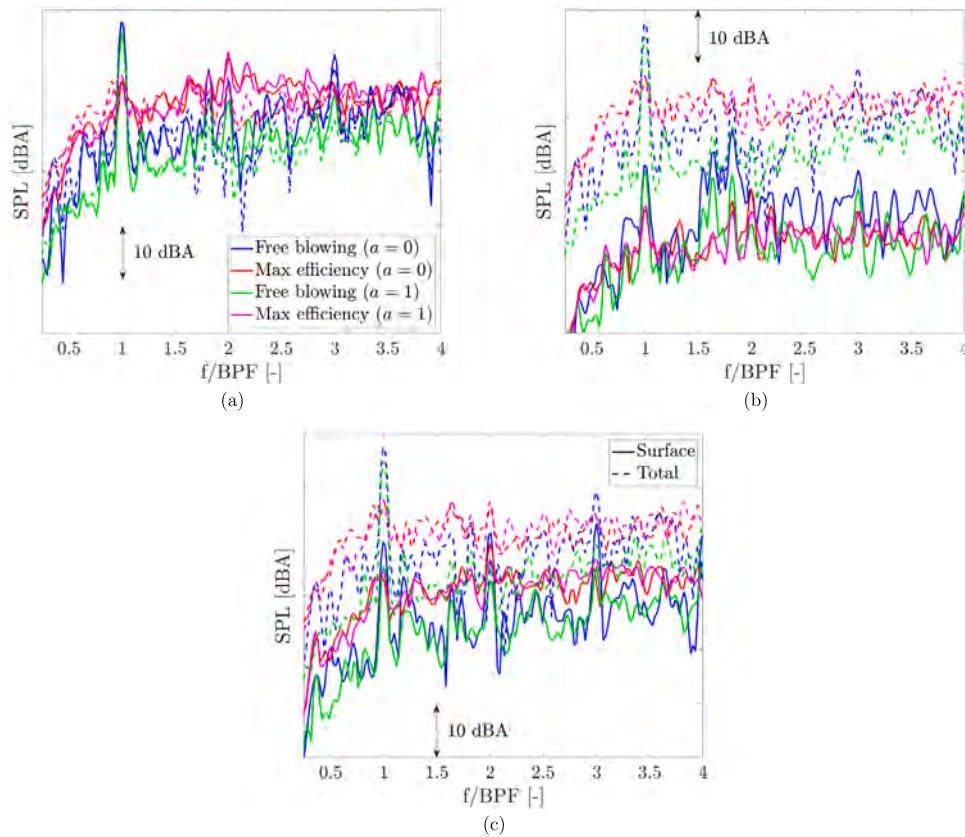 SPL [dBA]
10 dBA
Free blowing (a = 0)
Max efficiency (a = 0)
Free blowing (a = 1)
Max efficiency (a = 1)
0.5 1 1.5 2 2.5 3 3.5 4
f/BPF [-]
(a)
10 dBA
SPL [dBA]
0.5 1 1.5 2 2.5 3 3.5 4
f/BPF [-]
(b)
Surface
Total
SPL [dBA]
10 dBA
0.5 1 1.5 2 2.5 3 3.5 4
f/BPF [-]
(c)